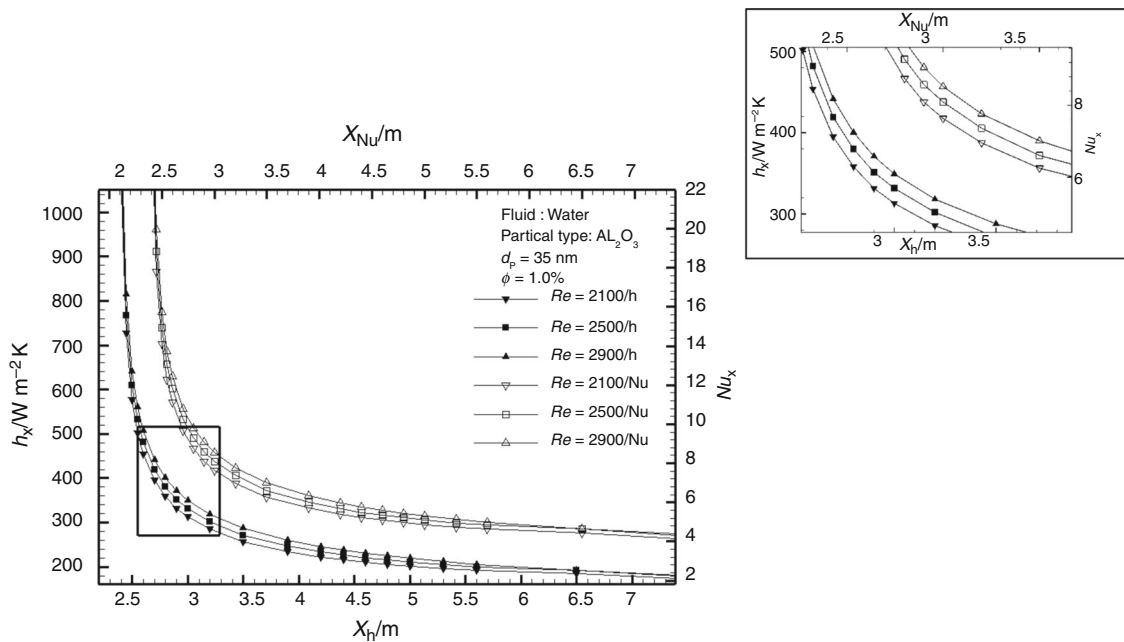 X_Nu/m
2 2.5 3 3.5 4 4.5 5 5.5 6 6.5 7
h_x/W m⁻² K
1000
900
800
700
600
500
400
300
200
22
20
18
16
14
12
10
8
6
4
2
Nu_x
Fluid : Water
Partical type: AL₂O₃
d_P = 35 nm
ϕ = 1.0%
Re = 2100/h
Re = 2500/h
Re = 2900/h
Re = 2100/Nu
Re = 2500/Nu
Re = 2900/Nu
2.5 3 3.5 4 4.5 5 5.5 6 6.5 7
X_h/m
X_Nu/m
2.5 3 3.5
h_x/W m⁻² K
500
400
300
8
6
Nu_x
3 3.5
X_h/m